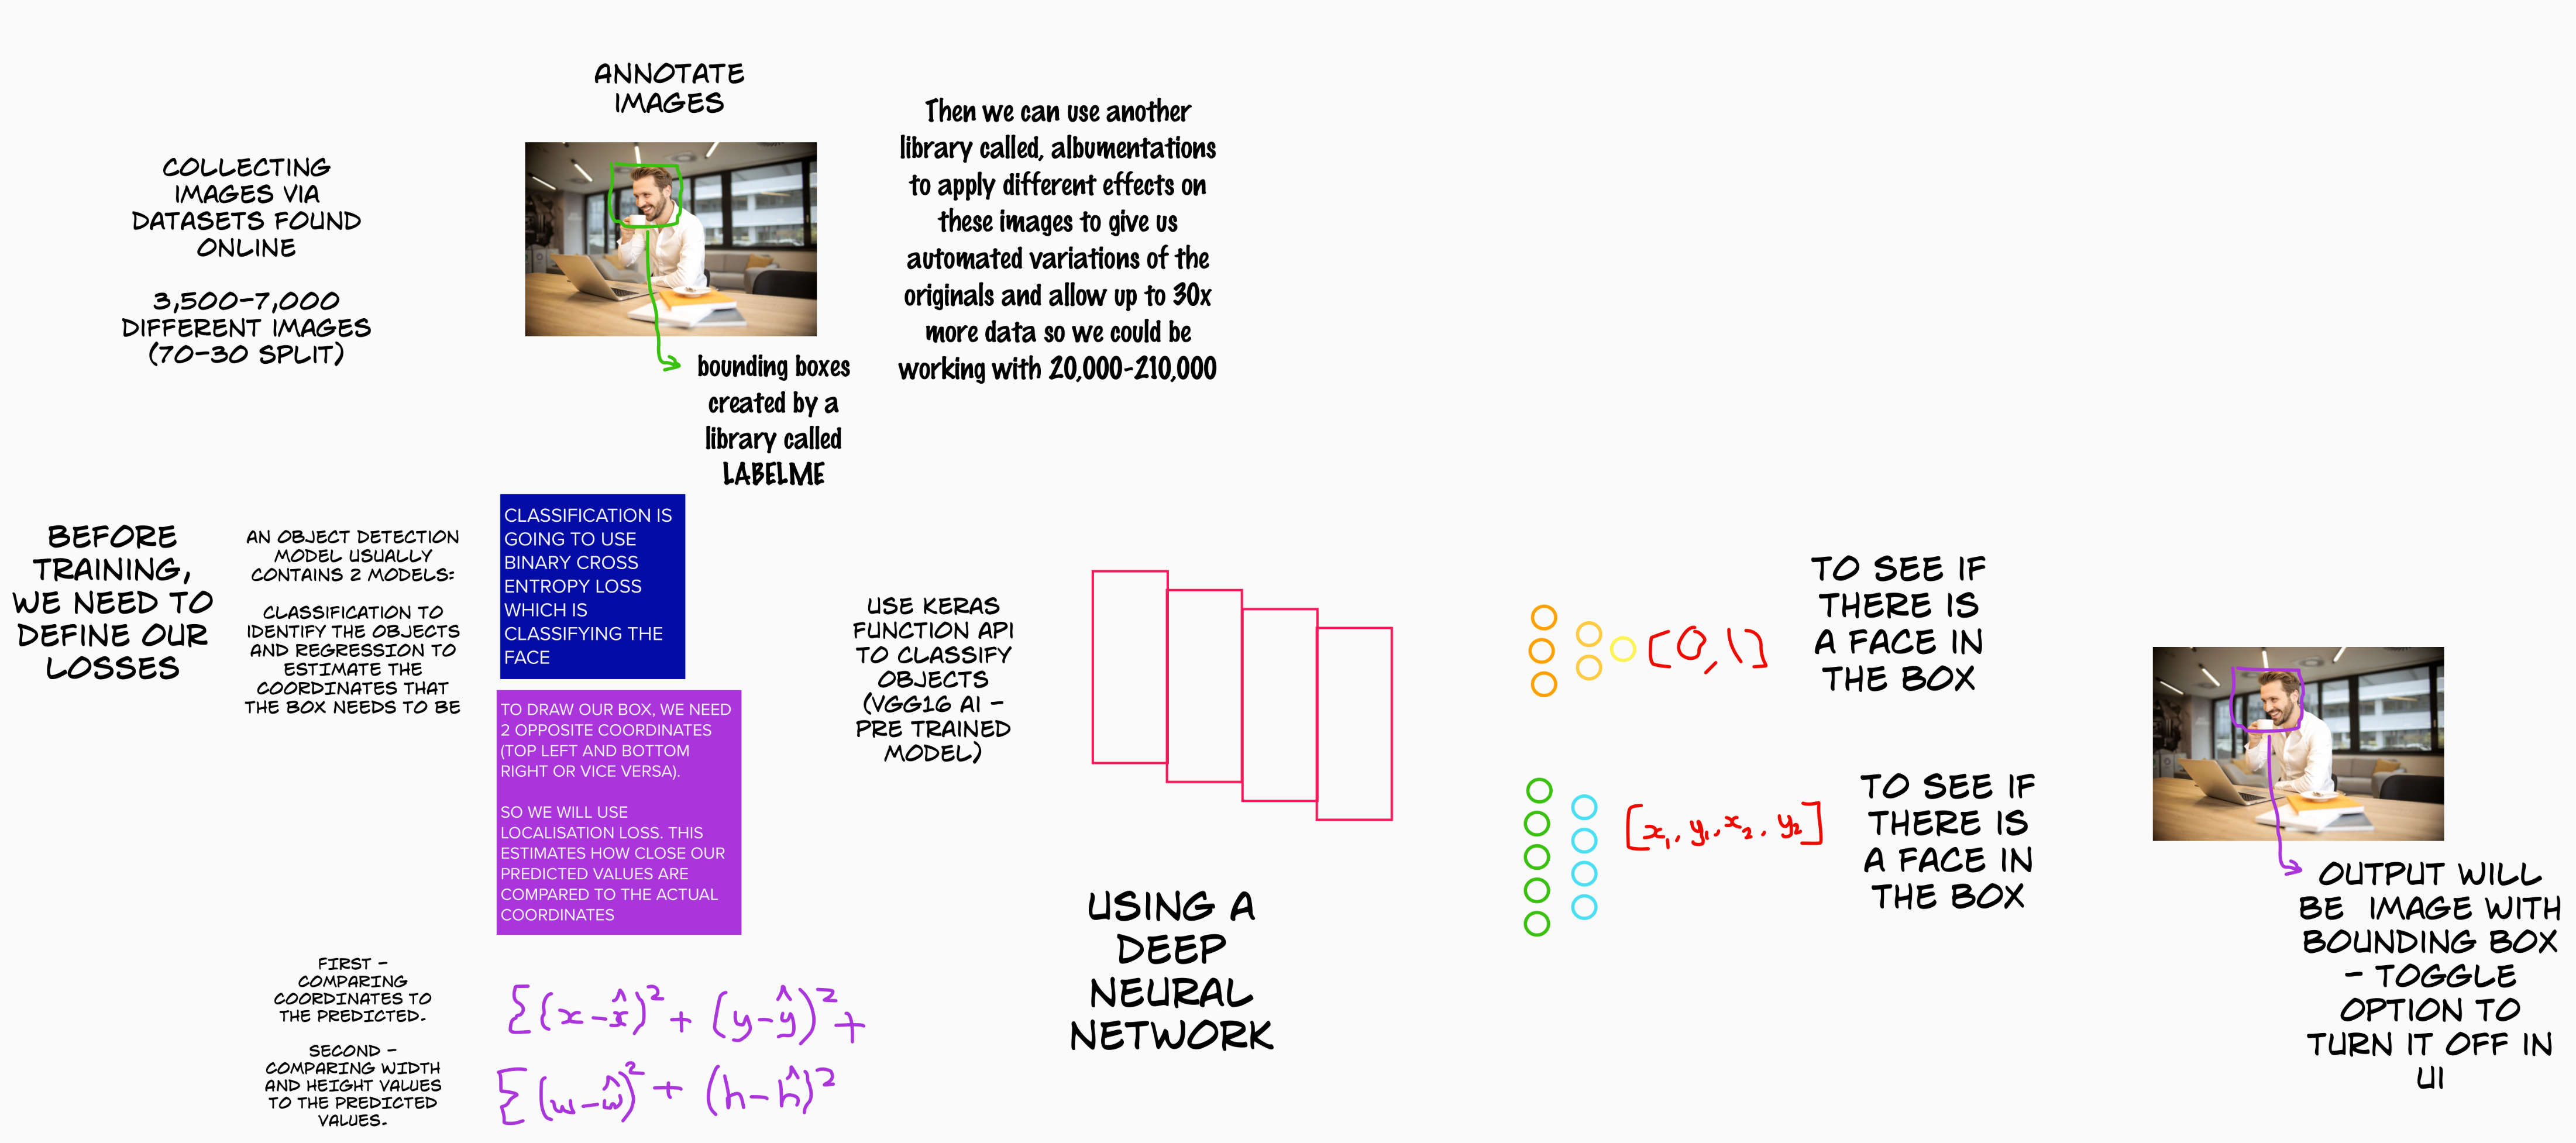 ANNOTATE
IMAGES
COLLECTING
IMAGES VIA
DATASETS FOUND
ONLINE
3,500-7,000
DIFFERENT IMAGES
(70-30 SPLIT)
bounding boxes
created by a
library called
LABELME
Then we can use another
library called, albumentations
to apply different effects on
these images to give us
automated variations of the
originals and allow up to 30x
more data so we could be
working with 20,000-210,000
BEFORE
TRAINING,
WE NEED TO
DEFINE OUR
LOSSES
AN OBJECT DETECTION
MODEL USUALLY
CONTAINS 2 MODELS:
CLASSIFICATION TO
IDENTIFY THE OBJECTS
AND REGRESSION TO
ESTIMATE THE
COORDINATES THAT
THE BOX NEEDS TO BE
CLASSIFICATION IS
GOING TO USE
BINARY CROSS
ENTROPY LOSS
WHICH IS
CLASSIFYING THE
FACE
TO DRAW OUR BOX, WE NEED
2 OPPOSITE COORDINATES
(TOP LEFT AND BOTTOM
RIGHT OR VICE VERSA).
SO WE WILL USE
LOCALISATION LOSS. THIS
ESTIMATES HOW CLOSE OUR
PREDICTED VALUES ARE
COMPARED TO THE ACTUAL
COORDINATES
FIRST -
COMPARING
COORDINATES TO
THE PREDICTED.
SECOND -
COMPARING WIDTH
AND HEIGHT VALUES
TO THE PREDICTED
VALUES.
Σ(x-x̂)² + (y-ŷ)² +
Σ(w-ŵ)² + (h-ĥ)²
USE KERAS
FUNCTION API
TO CLASSIFY
OBJECTS
(VGG16 AI -
PRE TRAINED
MODEL)
USING A
DEEP
NEURAL
NETWORK
[0,1]
TO SEE IF
THERE IS
A FACE IN
THE BOX
[x₁, y₁, x₂, y₂]
TO SEE IF
THERE IS
A FACE IN
THE BOX
OUTPUT WILL
BE IMAGE WITH
BOUNDING BOX
- TOGGLE
OPTION TO
TURN IT OFF IN
UI